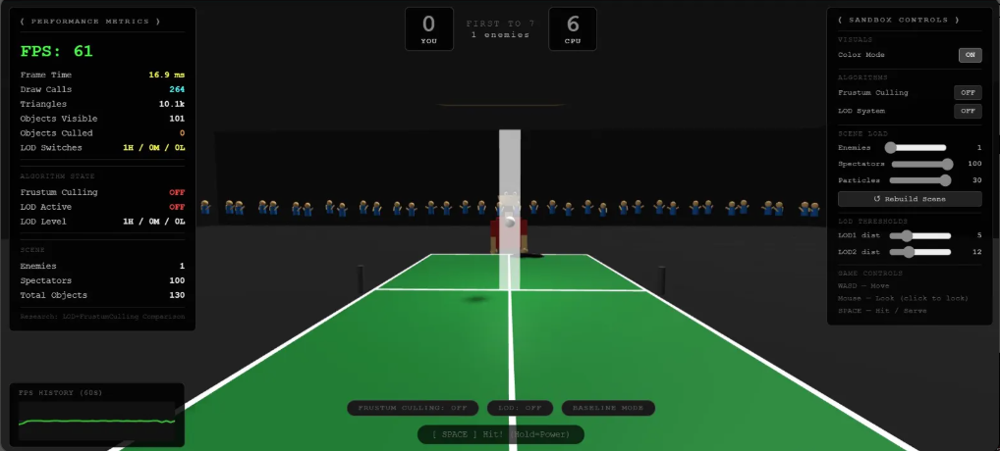 ( PERFORMANCE METRICS )
FPS: 61
Frame Time 16.9 ms
Draw Calls 264
Triangles 10.1k
Objects Visible 101
Objects Culled 0
LOD Switches 1H / 0M / 0L
ALGORITHM STATE
Frustum Culling OFF
LOD Active OFF
LOD Level 1H / 0M / 0L
SCENE
Enemies 1
Spectators 100
Total Objects 130
Research: LOD+FrustumCulling Comparison
FPS HISTORY (60s)
0
YOU
FIRST TO 7
1 enemies
6
CPU
FRUSTUM CULLING: OFF
LOD: OFF
BASELINE MODE
[ SPACE ] Hit! (Hold=Power)
( SANDBOX CONTROLS )
VISUALS
Color Mode ON
ALGORITHMS
Frustum Culling OFF
LOD System OFF
SCENE LOAD
Enemies 1
Spectators 100
Particles 30
↺ Rebuild Scene
LOD THRESHOLDS
LOD1 dist 5
LOD2 dist 12
GAME CONTROLS
WASD — Move
Mouse — Look (click to lock)
SPACE — Hit / Serve